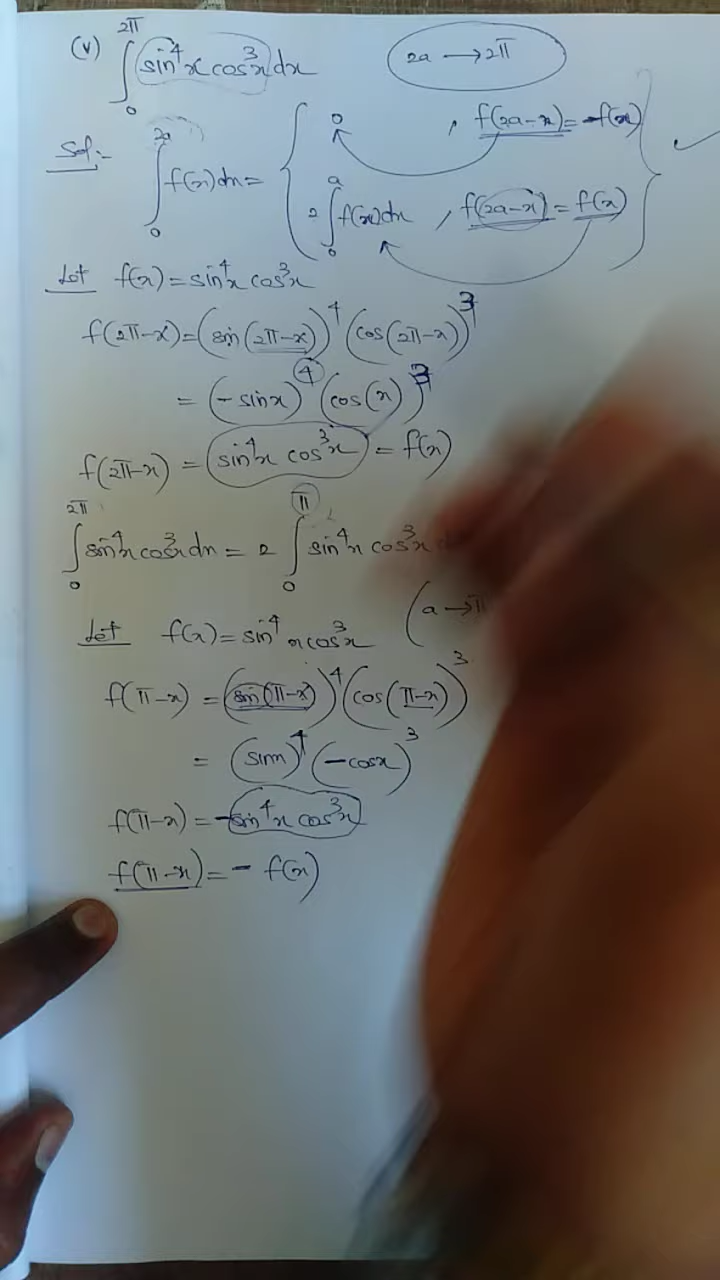 (v) ∫₀^{2π} sin⁴x cos³x dx 2a → 2π
Sol:- ∫₀^{2a} f(x)dx = { 0 , f(2a-x) = -f(x)
2∫₀^{a} f(x)dx , f(2a-x) = f(x) }
Let f(x) = sin⁴x cos³x
f(2π-x) = (sin(2π-x))⁴ (cos(2π-x))³
= (-sinx)⁴ (cos(x))³
f(2π-x) = sin⁴x cos³x = f(x)
∫₀^{2π} sin⁴x cos³x dx = 2 ∫₀^{π} sin⁴x cos³x
Let f(x) = sin⁴x cos³x (a → π
f(π-x) = (sin(π-x))⁴ (cos(π-x))³
= (sinx)⁴ (-cosx)³
f(π-x) = -sin⁴x cos³x
f(π-x) = - f(x)